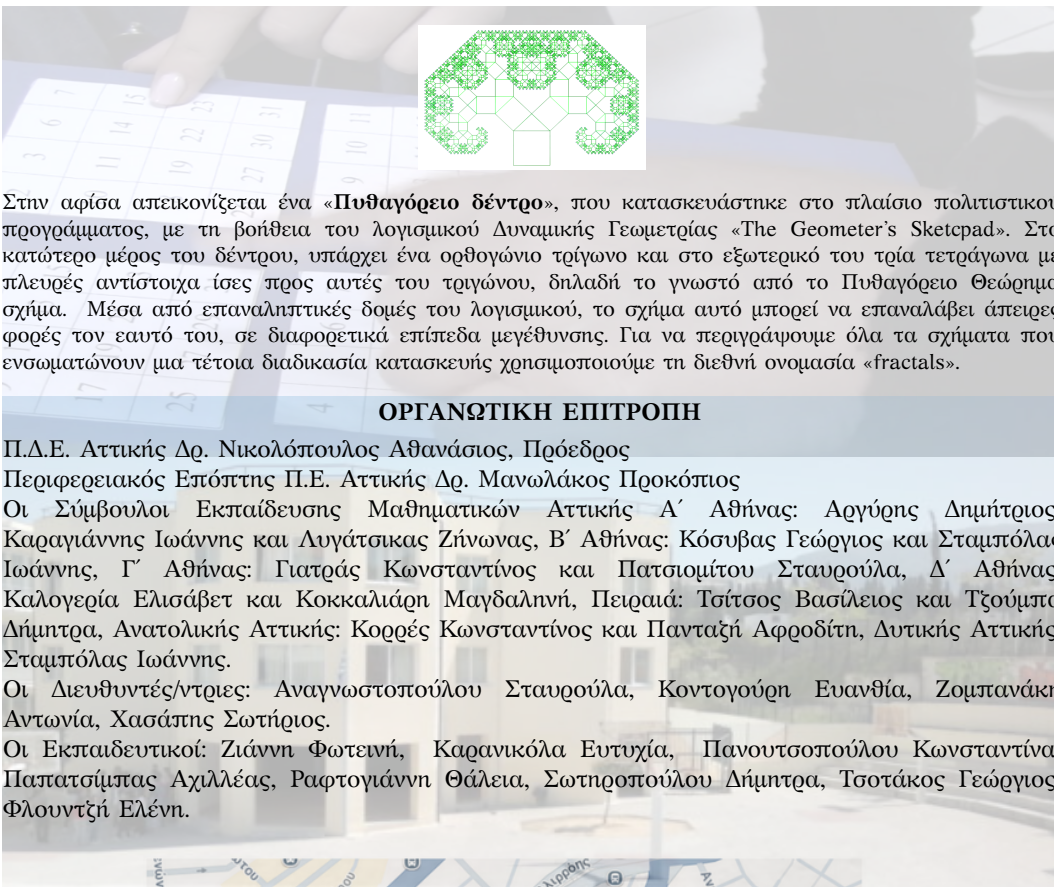 Στην αφίσα απεικονίζεται ένα «Πυθαγόρειο δέντρο», που κατασκευάστηκε στο πλαίσιο πολιτιστικου
προγράμματος, με τη βοήθεια του λογισμικού Δυναμικής Γεωμετρίας «The Geometer's Sketcpad». Στο
κατώτερο μέρος του δέντρου, υπάρχει ένα ορθογώνιο τρίγωνο και στο εξωτερικό του τρία τετράγωνα με
πλευρές αντίστοιχα ίσες προς αυτές του τριγώνου, δηλαδή το γνωστό από το Πυθαγόρειο Θεώρημα
σχήμα. Μέσα από επαναληπτικές δομές του λογισμικού, το σχήμα αυτό μπορεί να επαναλάβει άπειρες
φορές τον εαυτό του, σε διαφορετικά επίπεδα μεγέθυνσης. Για να περιγράψουμε όλα τα σχήματα που
ενσωματώνουν μια τέτοια διαδικασία κατασκευής χρησιμοποιούμε τη διεθνή ονομασία «fractals».
ΟΡΓΑΝΩΤΙΚΗ ΕΠΙΤΡΟΠΗ
Π.Δ.Ε. Αττικής Δρ. Νικολόπουλος Αθανάσιος, Πρόεδρος
Περιφερειακός Επόπτης Π.Ε. Αττικής Δρ. Μανωλάκος Προκόπιος
Οι Σύμβουλοι Εκπαίδευσης Μαθηματικών Αττικής Α΄ Αθήνας: Αργύρης Δημήτριος
Καραγιάννης Ιωάννης και Λυγάτσικας Ζήνωνας, Β΄ Αθήνας: Κόσυβας Γεώργιος και Σταμπόλας
Ιωάννης, Γ΄ Αθήνας: Γιατράς Κωνσταντίνος και Πατσιομίτου Σταυρούλα, Δ΄ Αθήνας
Καλογερία Ελισάβετ και Κοκκαλιάρη Μαγδαληνή, Πειραιά: Τσίτσος Βασίλειος και Τζούμπα
Δήμητρα, Ανατολικής Αττικής: Κορρές Κωνσταντίνος και Πανταζή Αφροδίτη, Δυτικής Αττικής
Σταμπόλας Ιωάννης.
Οι Διευθυντές/ντριες: Αναγνωστοπούλου Σταυρούλα, Κοντογούρη Ευανθία, Ζομπανάκη
Αντωνία, Χασάπης Σωτήριος.
Οι Εκπαιδευτικοί: Ζιάννη Φωτεινή, Καρανικόλα Ευτυχία, Πανουτσοπούλου Κωνσταντίνα
Παπατσίμπας Αχιλλέας, Ραφτογιάννη Θάλεια, Σωτηροπούλου Δήμητρα, Τσοτάκος Γεώργιος
Φλουντζή Ελένη.